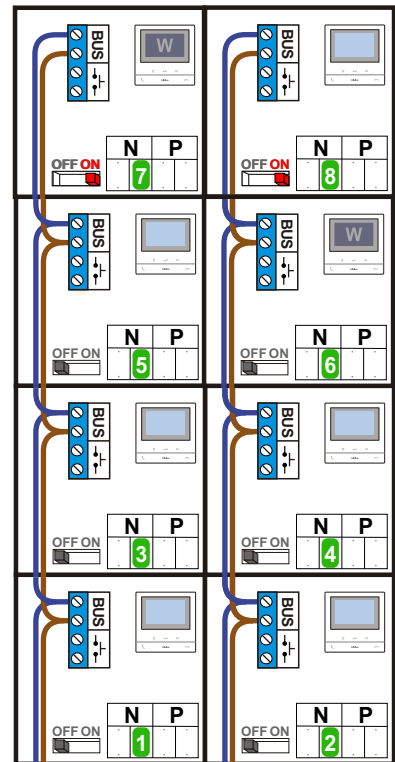 BUS
W
BUS
OFF ON
N P
7
OFF ON
N P
8
BUS
BUS
W
OFF ON
N P
5
OFF ON
N P
6
BUS
BUS
OFF ON
N P
3
OFF ON
N P
4
BUS
BUS
OFF ON
N P
1
OFF ON
N P
2